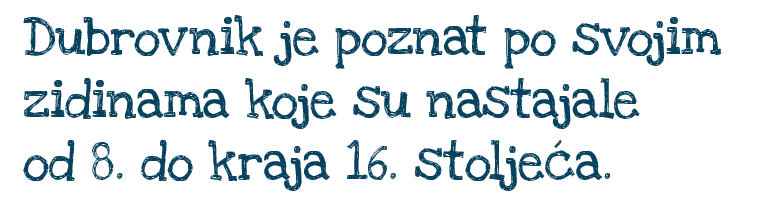 Dubrovnik je poznat po svojim
zidinama koje su nastajale
od 8. do kraja 16. stoljeća.